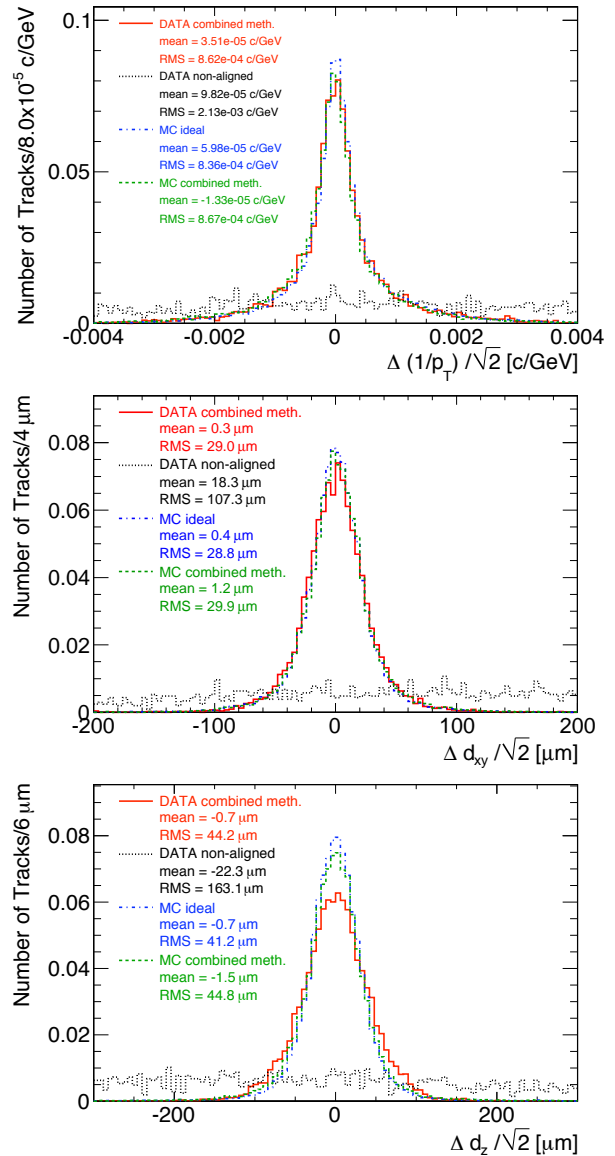 Number of Tracks/8.0x10⁻⁵ c/GeV
0.1
0.05
0
DATA combined meth.
mean = 3.51e-05 c/GeV
RMS = 8.62e-04 c/GeV
DATA non-aligned
mean = 9.82e-05 c/GeV
RMS = 2.13e-03 c/GeV
MC ideal
mean = 5.98e-05 c/GeV
RMS = 8.36e-04 c/GeV
MC combined meth.
mean = -1.33e-05 c/GeV
RMS = 8.67e-04 c/GeV
-0.004 -0.002 0 0.002 0.004
Δ (1/p_T) /√2 [c/GeV]
Number of Tracks/4 μm
0.08
0.06
0.04
0.02
0
DATA combined meth.
mean = 0.3 μm
RMS = 29.0 μm
DATA non-aligned
mean = 18.3 μm
RMS = 107.3 μm
MC ideal
mean = 0.4 μm
RMS = 28.8 μm
MC combined meth.
mean = 1.2 μm
RMS = 29.9 μm
-200 -100 0 100 200
Δ d_xy /√2 [μm]
Number of Tracks/6 μm
0.08
0.06
0.04
0.02
0
DATA combined meth.
mean = -0.7 μm
RMS = 44.2 μm
DATA non-aligned
mean = -22.3 μm
RMS = 163.1 μm
MC ideal
mean = -0.7 μm
RMS = 41.2 μm
MC combined meth.
mean = -1.5 μm
RMS = 44.8 μm
-200 0 200
Δ d_z /√2 [μm]